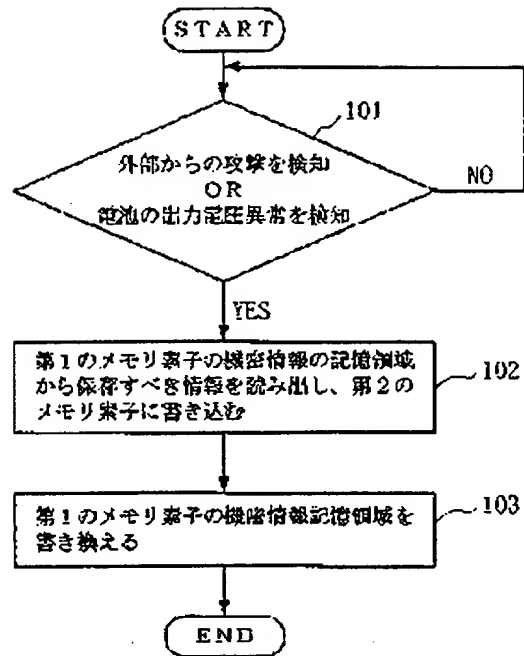 START
101
外部からの攻撃を検知
OR
電池の出力電圧異常を検知
NO
YES
第1のメモリ素子の機密情報の記憶領域
から保存すべき情報を読み出し、第2の
メモリ素子に書き込む
102
第1のメモリ素子の機密情報記憶領域を
書き換える
103
END